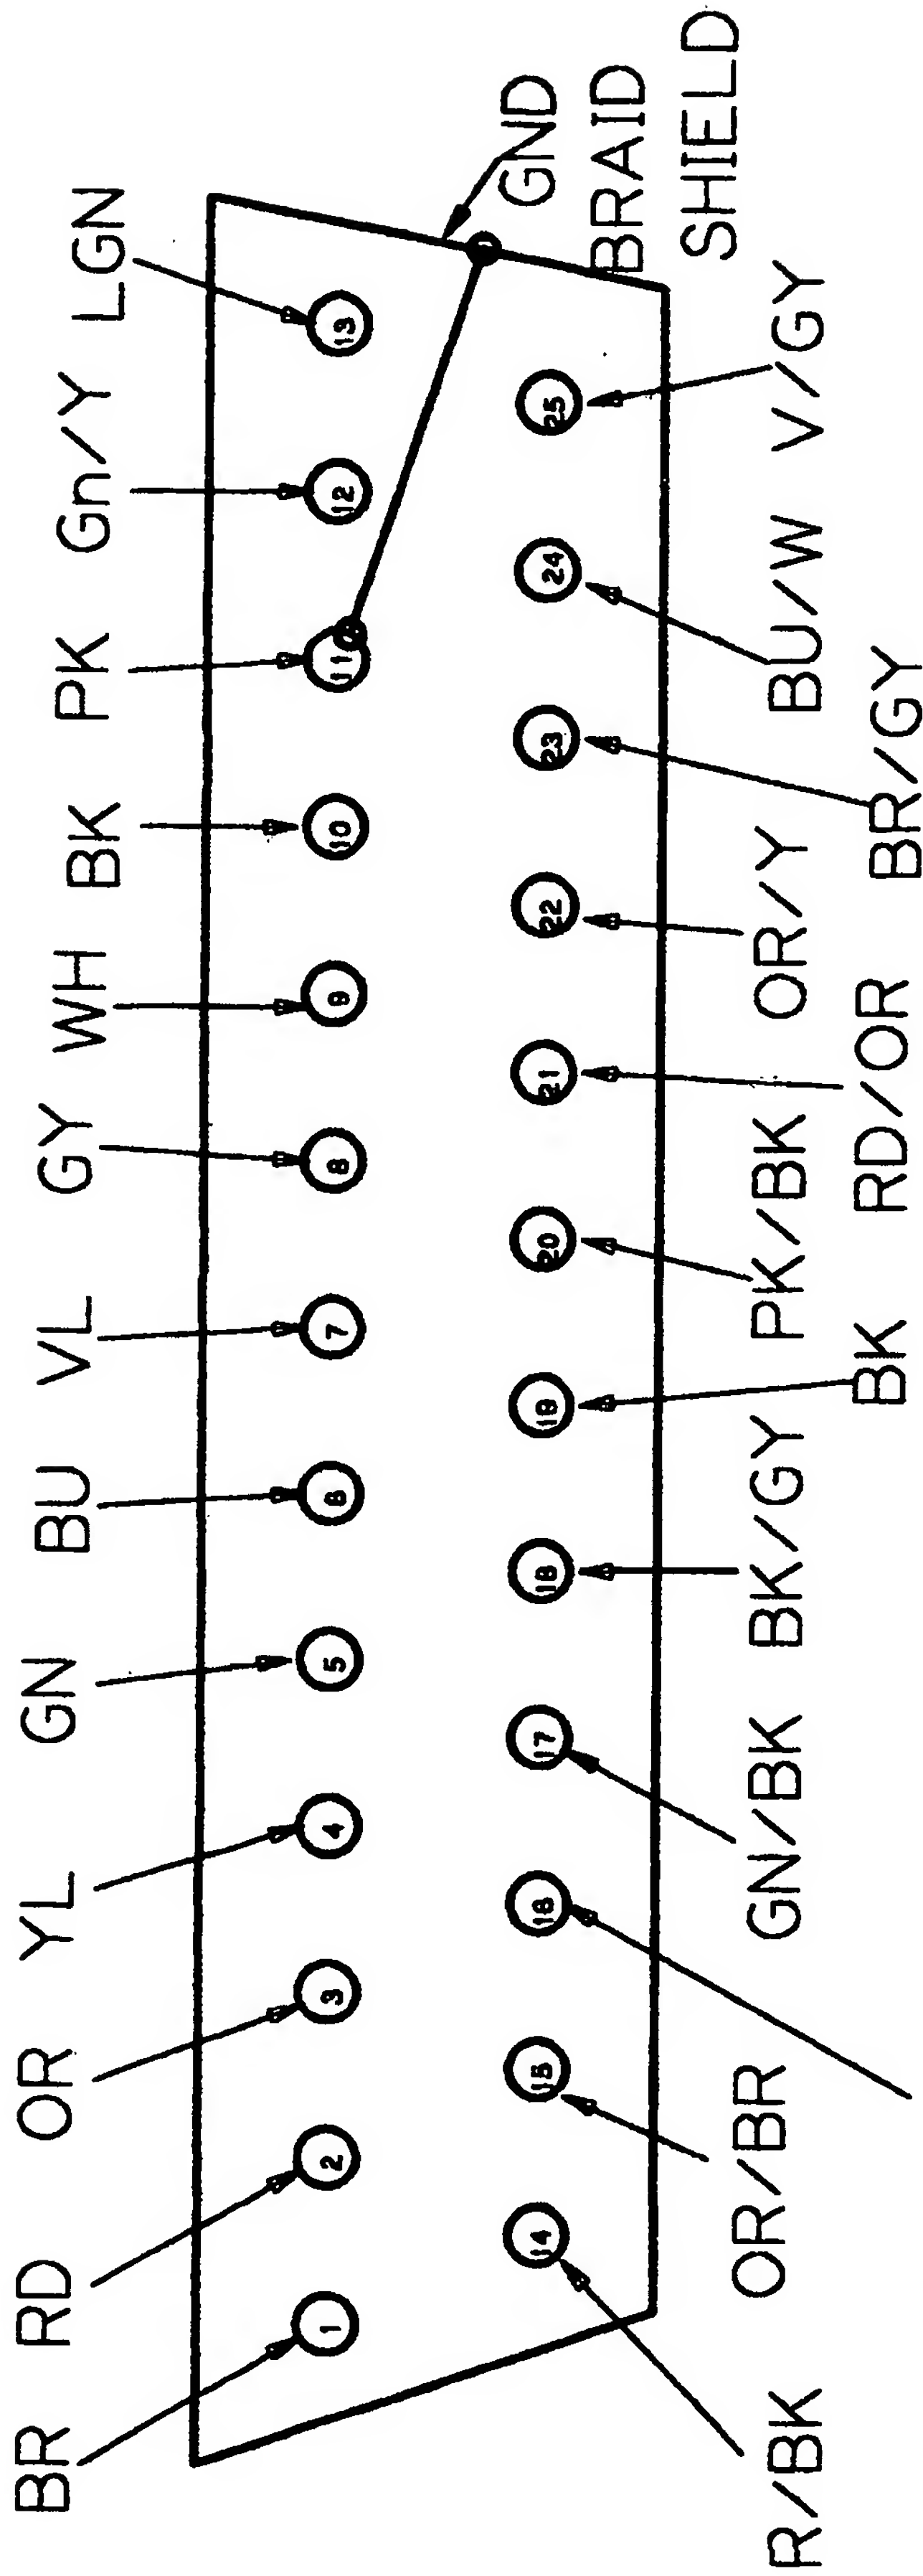 BR RD OR YL GN BU VL GY WH BK PK Gn/Y LGN
1 2 3 4 5 6 7 8 9 10 11 12 13
GND
BRAID
SHIELD
14 15 16 17 18 19 20 21 22 23 24 25
R/BK OR/BR GN/BK BK/GY PK/BK OR/Y BU/W V/GY
BK RD/OR BR/GY